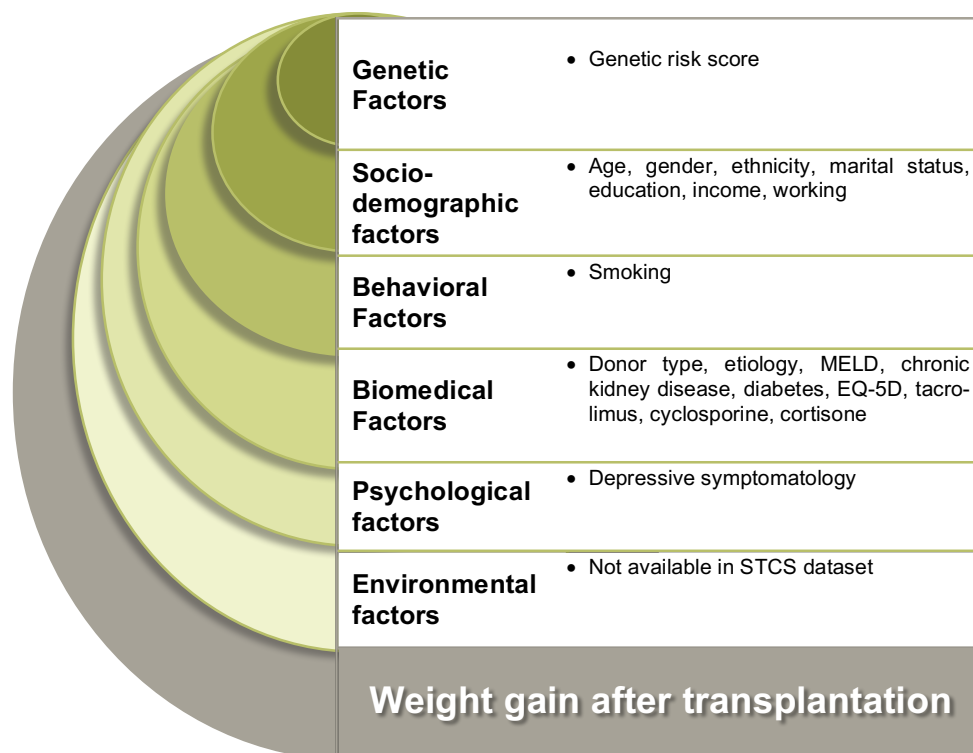 Genetic
Factors
• Genetic risk score
Socio-
demographic
factors
• Age, gender, ethnicity, marital status,
education, income, working
Behavioral
Factors
• Smoking
Biomedical
Factors
• Donor type, etiology, MELD, chronic
kidney disease, diabetes, EQ-5D, tacro-
limus, cyclosporine, cortisone
Psychological
factors
• Depressive symptomatology
Environmental
factors
• Not available in STCS dataset
Weight gain after transplantation